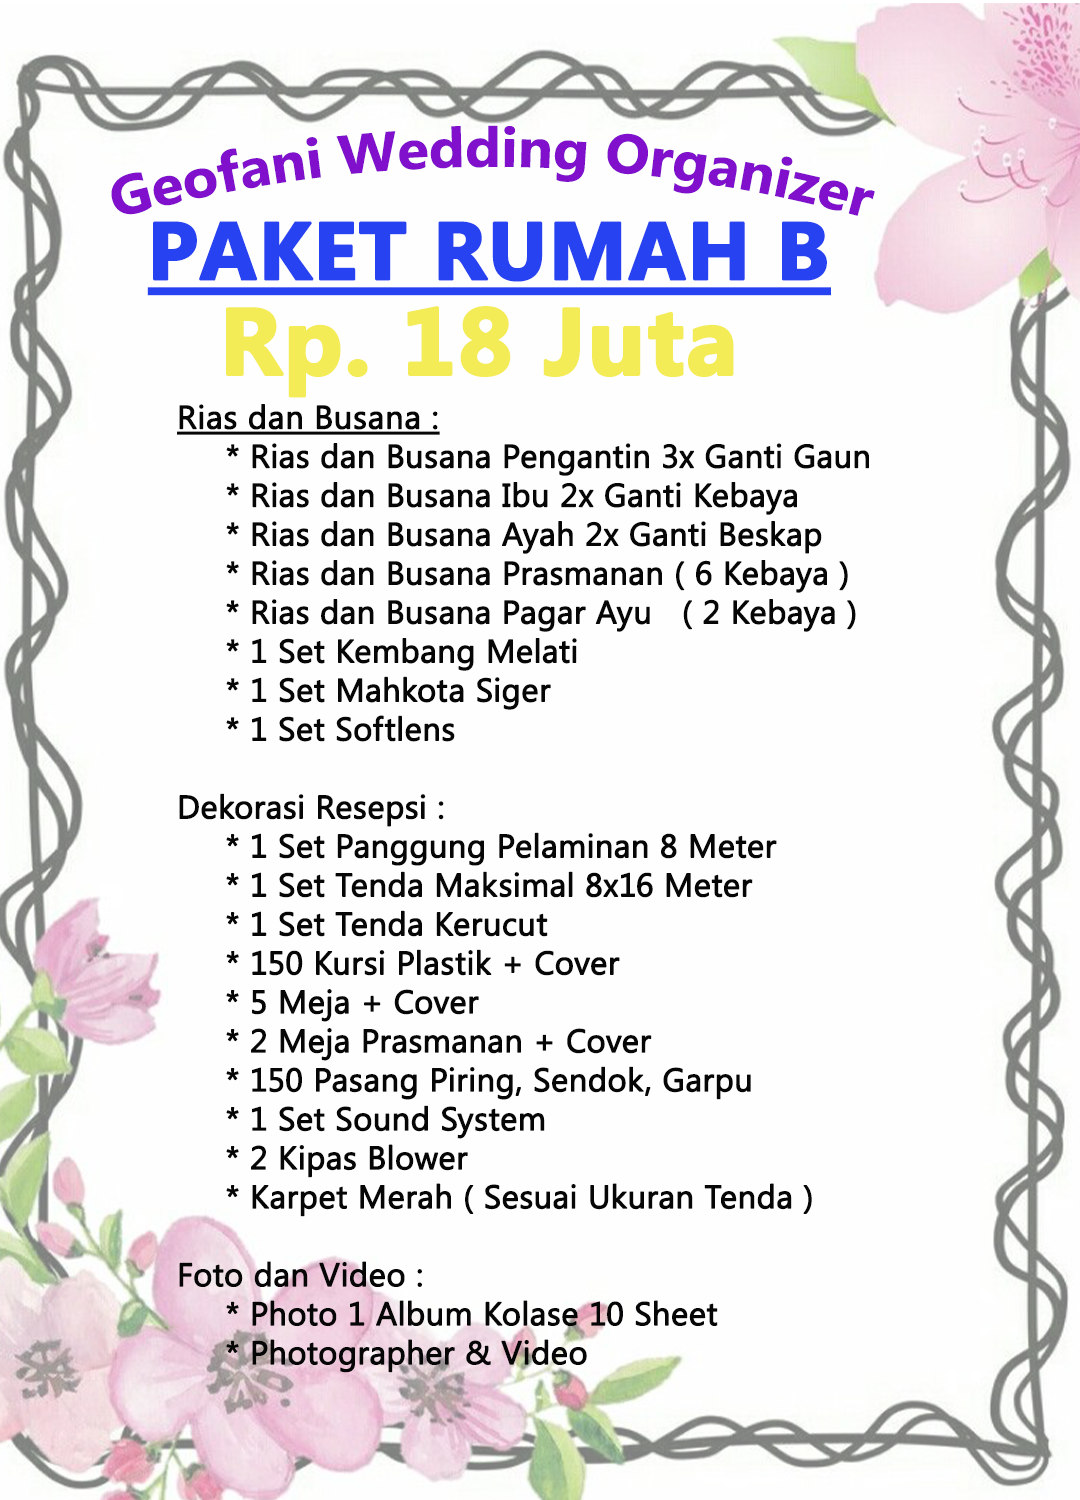 Geofani Wedding Organizer
PAKET RUMAH B
Rp. 18 Juta
Rias dan Busana :
* Rias dan Busana Pengantin 3x Ganti Gaun
* Rias dan Busana Ibu 2x Ganti Kebaya
* Rias dan Busana Ayah 2x Ganti Beskap
* Rias dan Busana Prasmanan ( 6 Kebaya )
* Rias dan Busana Pagar Ayu ( 2 Kebaya )
* 1 Set Kembang Melati
* 1 Set Mahkota Siger
* 1 Set Softlens
Dekorasi Resepsi :
* 1 Set Panggung Pelaminan 8 Meter
* 1 Set Tenda Maksimal 8x16 Meter
* 1 Set Tenda Kerucut
* 150 Kursi Plastik + Cover
* 5 Meja + Cover
* 2 Meja Prasmanan + Cover
* 150 Pasang Piring, Sendok, Garpu
* 1 Set Sound System
* 2 Kipas Blower
* Karpet Merah ( Sesuai Ukuran Tenda )
Foto dan Video :
* Photo 1 Album Kolase 10 Sheet
* Photographer & Video